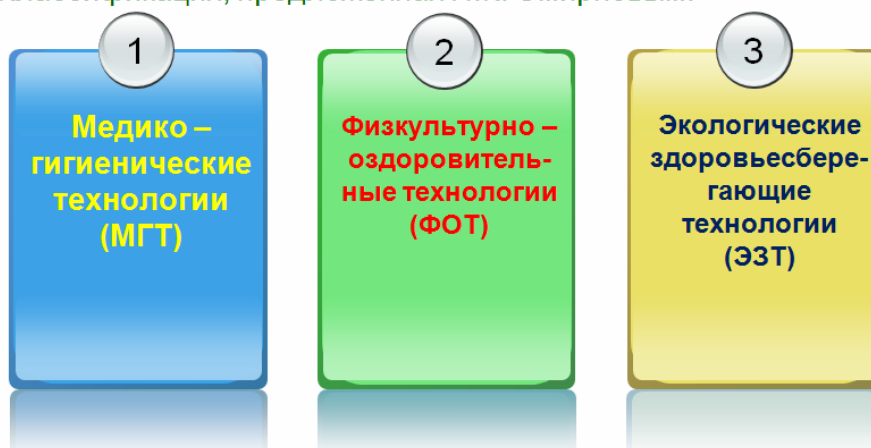 1
Медико –
гигиенические
технологии
(МГТ)
2
Физкультурно –
оздоровитель-
ные технологии
(ФОТ)
3
Экологические
здоровьесбере-
гающие
технологии
(ЭЗТ)